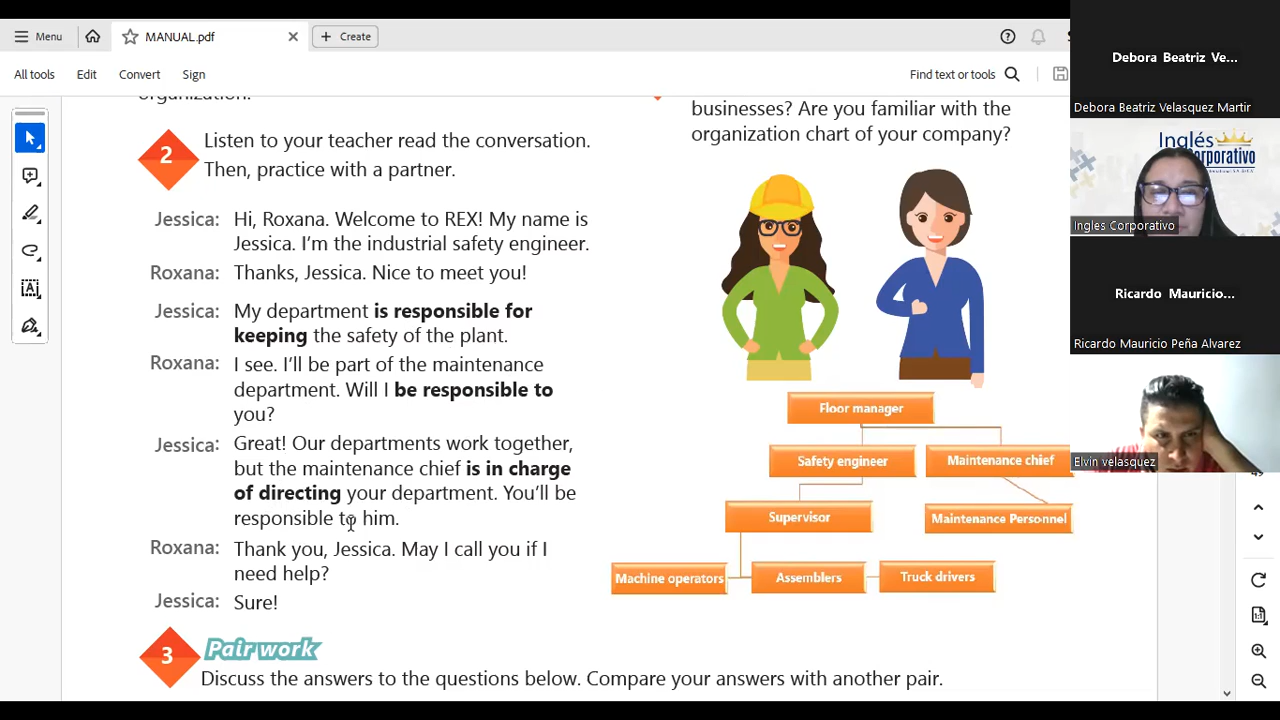 Menu
MANUAL.pdf
Create
All tools
Edit
Convert
Sign
Find text or tools
organization.
2
Listen to your teacher read the conversation.
Then, practice with a partner.
Jessica: Hi, Roxana. Welcome to REX! My name is
Jessica. I'm the industrial safety engineer.
Roxana: Thanks, Jessica. Nice to meet you!
Jessica: My department is responsible for
keeping the safety of the plant.
Roxana: I see. I'll be part of the maintenance
department. Will I be responsible to
you?
Jessica: Great! Our departments work together,
but the maintenance chief is in charge
of directing your department. You'll be
responsible to him.
Roxana: Thank you, Jessica. May I call you if I
need help?
Jessica: Sure!
3
Pair work
Discuss the answers to the questions below. Compare your answers with another pair.
businesses? Are you familiar with the
organization chart of your company?
Floor manager
Safety engineer
Maintenance chief
Supervisor
Maintenance Personnel
Machine operators
Assemblers
Truck drivers
Debora Beatriz Ve...
Debora Beatriz Velasquez Martir
Inglés
Corporativo
Ingles Corporativo
Ricardo Mauricio...
Ricardo Mauricio Peña Alvarez
Elvin velasquez